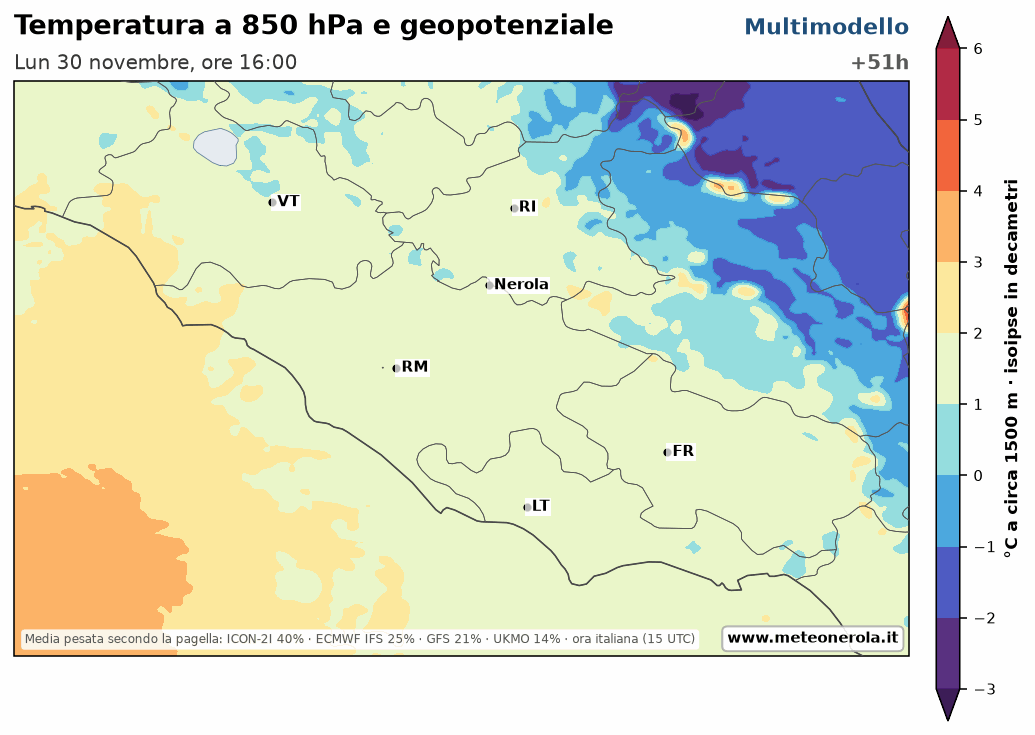 Temperatura a 850 hPa e geopotenziale
Multimodello
Lun 30 novembre, ore 16:00
+51h
6
5
4
3
2
1
0
−1
−2
−3
°C a circa 1500 m · isoipse in decametri
VT
RI
Nerola
RM
FR
LT
Media pesata secondo la pagella: ICON-2I 40% · ECMWF IFS 25% · GFS 21% · UKMO 14% · ora italiana (15 UTC)
www.meteonerola.it